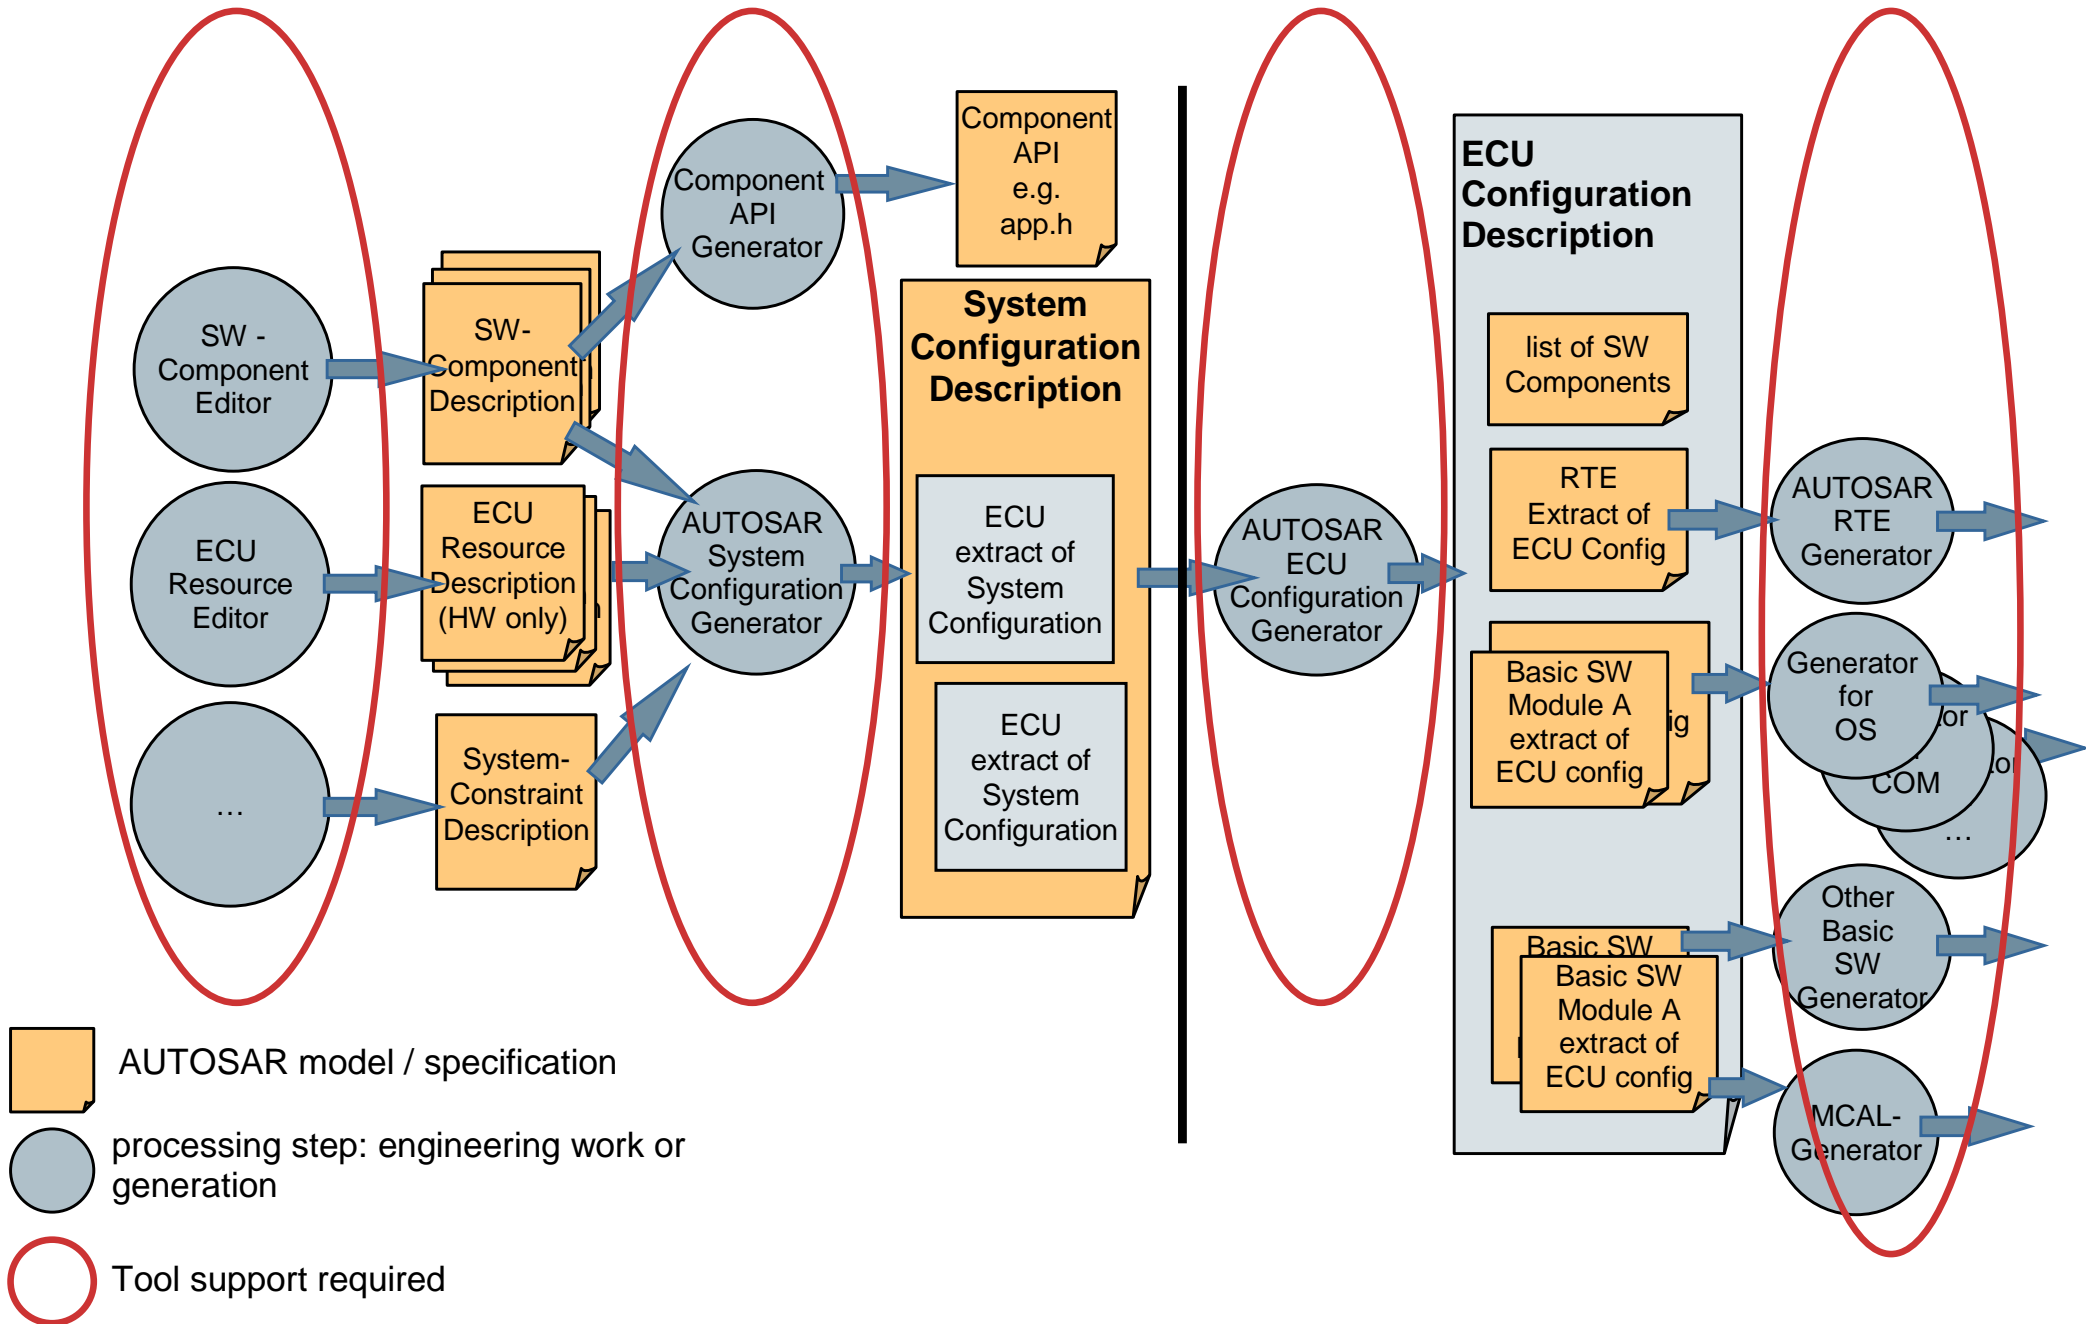 SW -
Component
Editor
ECU
Resource
Editor
...
SW-
Component
Description
ECU
Resource
Description
(HW only)
System-
Constraint
Description
Component
API
Generator
AUTOSAR
System
Configuration
Generator
Component
API
e.g.
app.h
System
Configuration
Description
ECU
extract of
System
Configuration
ECU
extract of
System
Configuration
AUTOSAR
ECU
Configuration
Generator
ECU
Configuration
Description
list of SW
Components
RTE
Extract of
ECU Config
Basic SW
Module A
extract of
ECU config
Basic SW
Basic SW
Module A
extract of
ECU config
AUTOSAR
RTE
Generator
Generator
for
OS
COM
...
Other
Basic
SW
Generator
MCAL-
Generator
AUTOSAR model / specification
processing step: engineering work or
generation
Tool support required